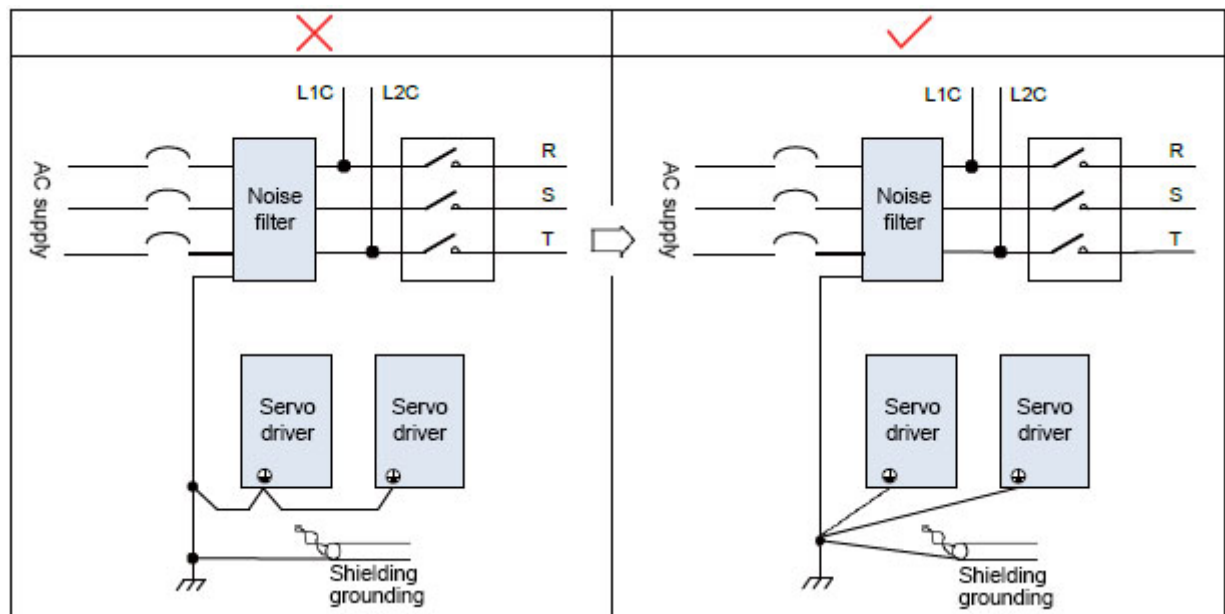 L1C
L2C
AC supply
Noise
filter
R
S
T
Servo
driver
Servo
driver
Shielding
grounding
L1C
L2C
AC supply
Noise
filter
R
S
T
Servo
driver
Servo
driver
Shielding
grounding